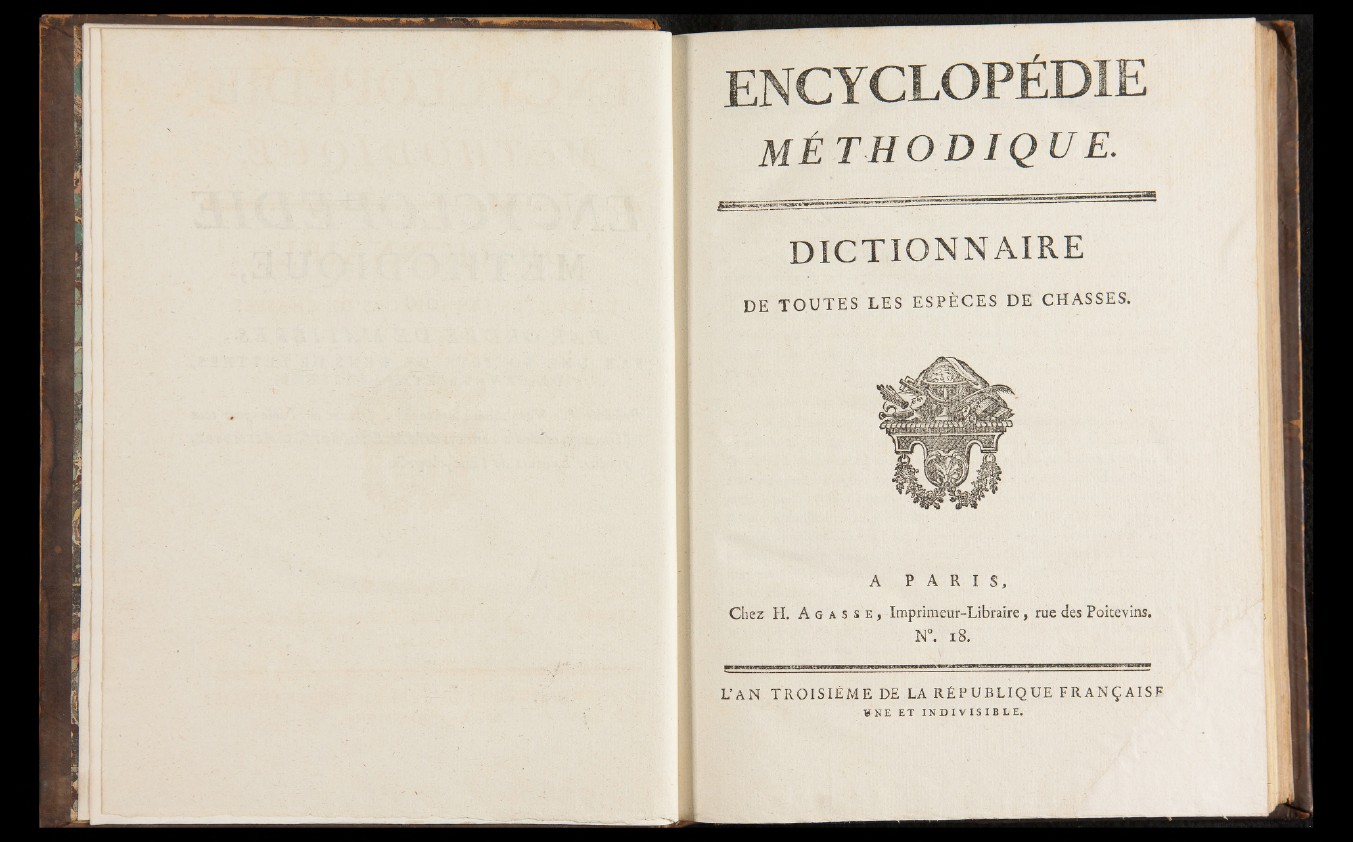 ENCYCLOPÉDIE
MÉTHODIQUE.
DICTIONNAIRE
DE TOUTES LES ESPÈCES DE CHASSES.
A PARIS,
Chez H. AGASSE, Imprimeur-Libraire, rue des Poitevins.
N°. 18.
L'AN TROISIÉME DE LA RÉPUBLIQUE FRANÇAISE
UNE ET INDIVISIBLE.